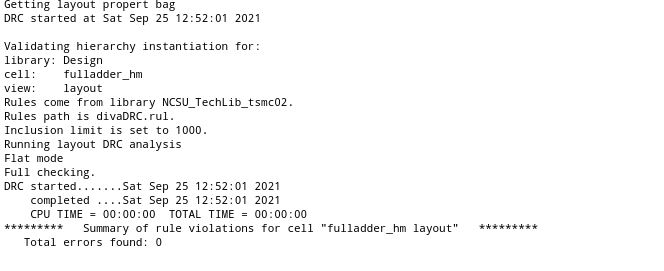 Getting layout propert bag
DRC started at Sat Sep 25 12:52:01 2021
Validating hierarchy instantiation for:
library: Design
cell:    fulladder_hm
view:    layout
Rules come from library NCSU_TechLib_tsmc02.
Rules path is divaDRC.rul.
Inclusion limit is set to 1000.
Running layout DRC analysis
Flat mode
Full checking.
DRC started.......Sat Sep 25 12:52:01 2021
    completed ....Sat Sep 25 12:52:01 2021
    CPU TIME = 00:00:00  TOTAL TIME = 00:00:00
*********   Summary of rule violations for cell "fulladder_hm layout"   *********
   Total errors found: 0